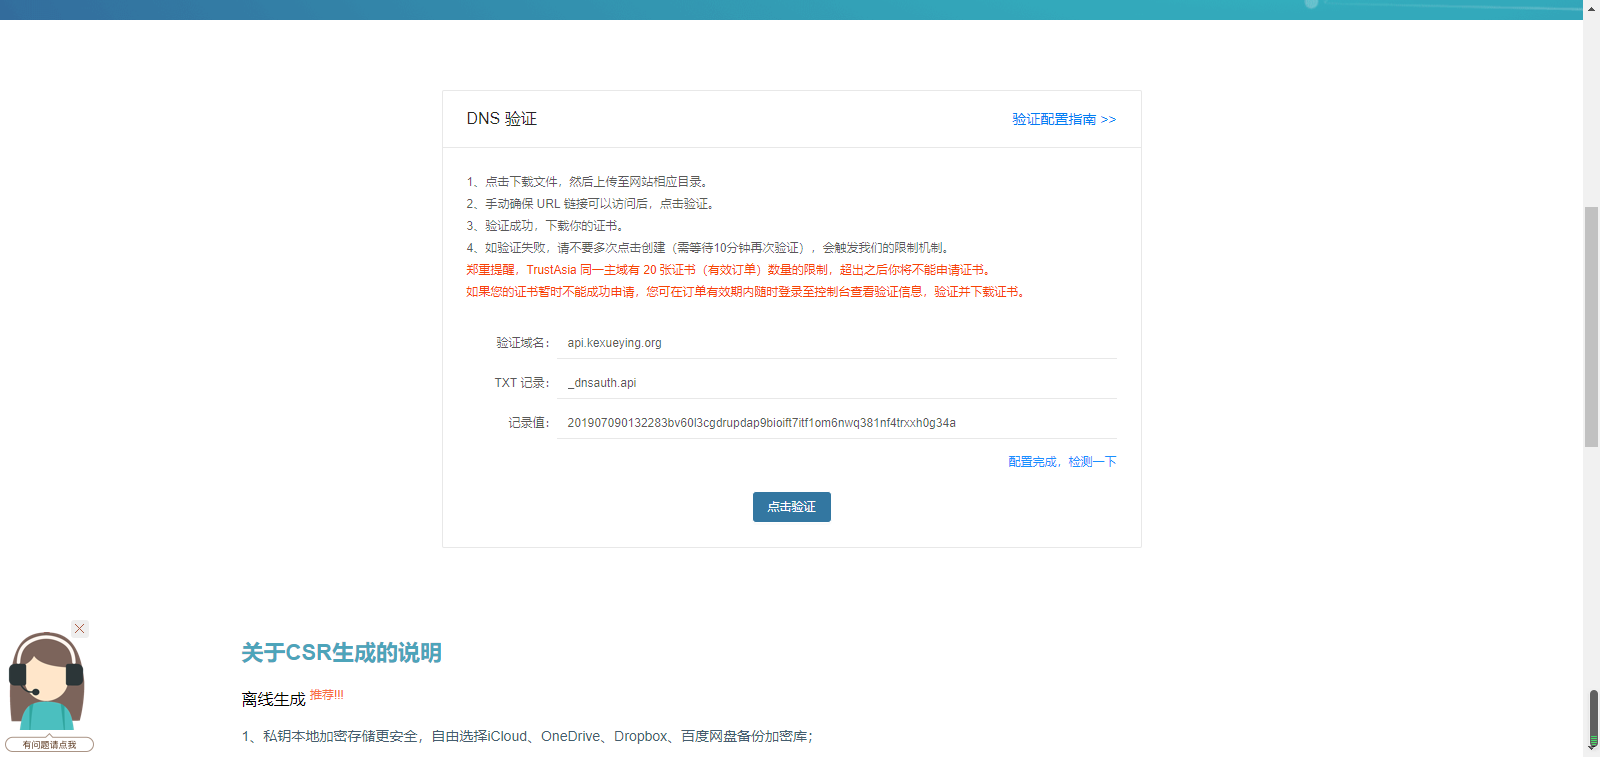 DNS 验证
验证配置指南 >>
1、点击下载文件，然后上传至网站相应目录。
2、手动确保 URL 链接可以访问后，点击验证。
3、验证成功，下载你的证书。
4、如验证失败，请不要多次点击创建（需等待10分钟再次验证），会触发我们的限制机制。
郑重提醒，TrustAsia 同一主域有 20 张证书（有效订单）数量的限制，超出之后你将不能申请证书。
如果您的证书暂时不能成功申请，您可在订单有效期内随时登录至控制台查看验证信息，验证并下载证书。
验证域名： api.kexueying.org
TXT 记录： _dnsauth.api
记录值： 201907090132283bv60l3cgdrupdap9bioift7itf1om6nwq381nf4trxxh0g34a
配置完成，检测一下
点击验证
关于CSR生成的说明
离线生成 推荐!!!
1、私钥本地加密存储更安全，自由选择iCloud、OneDrive、Dropbox、百度网盘备份加密库；
有问题请点我